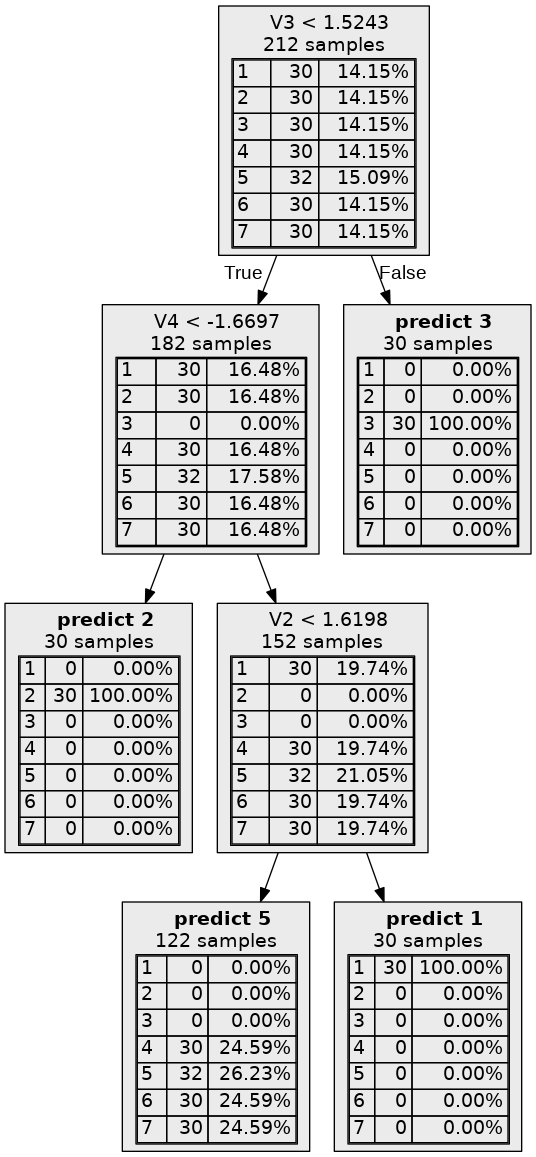 V3 < 1.5243
212 samples
1 30 14.15%
2 30 14.15%
3 30 14.15%
4 30 14.15%
5 32 15.09%
6 30 14.15%
7 30 14.15%
True
False
V4 < -1.6697
182 samples
1 30 16.48%
2 30 16.48%
3 0 0.00%
4 30 16.48%
5 32 17.58%
6 30 16.48%
7 30 16.48%
predict 3
30 samples
1 0 0.00%
2 0 0.00%
3 30 100.00%
4 0 0.00%
5 0 0.00%
6 0 0.00%
7 0 0.00%
predict 2
30 samples
1 0 0.00%
2 30 100.00%
3 0 0.00%
4 0 0.00%
5 0 0.00%
6 0 0.00%
7 0 0.00%
V2 < 1.6198
152 samples
1 30 19.74%
2 0 0.00%
3 0 0.00%
4 30 19.74%
5 32 21.05%
6 30 19.74%
7 30 19.74%
predict 5
122 samples
1 0 0.00%
2 0 0.00%
3 0 0.00%
4 30 24.59%
5 32 26.23%
6 30 24.59%
7 30 24.59%
predict 1
30 samples
1 30 100.00%
2 0 0.00%
3 0 0.00%
4 0 0.00%
5 0 0.00%
6 0 0.00%
7 0 0.00%